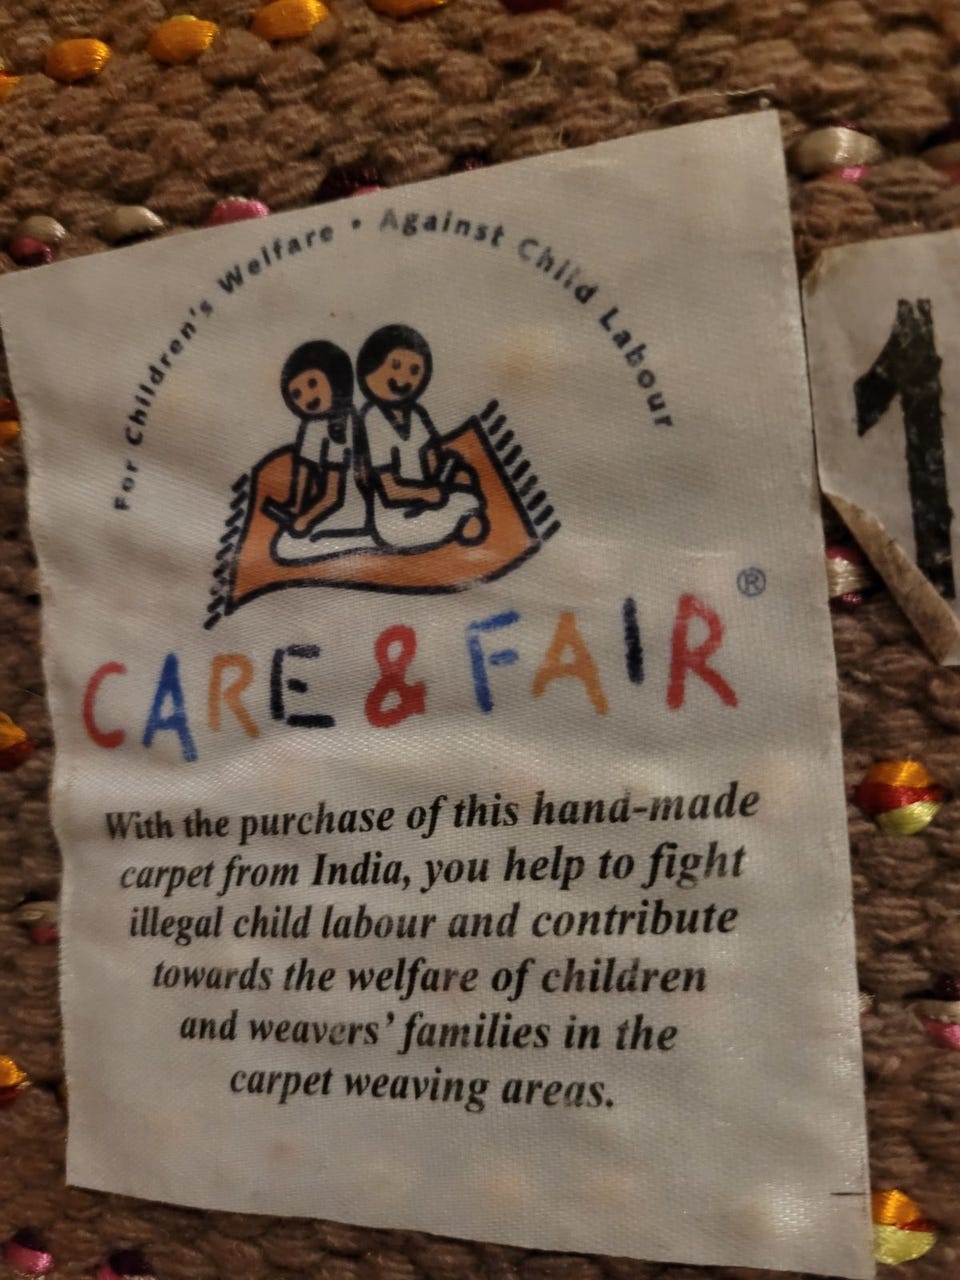 For Children's Welfare • Against Child Labour
CARE & FAIR®
With the purchase of this hand-made
carpet from India, you help to fight
illegal child labour and contribute
towards the welfare of children
and weavers' families in the
carpet weaving areas.
1